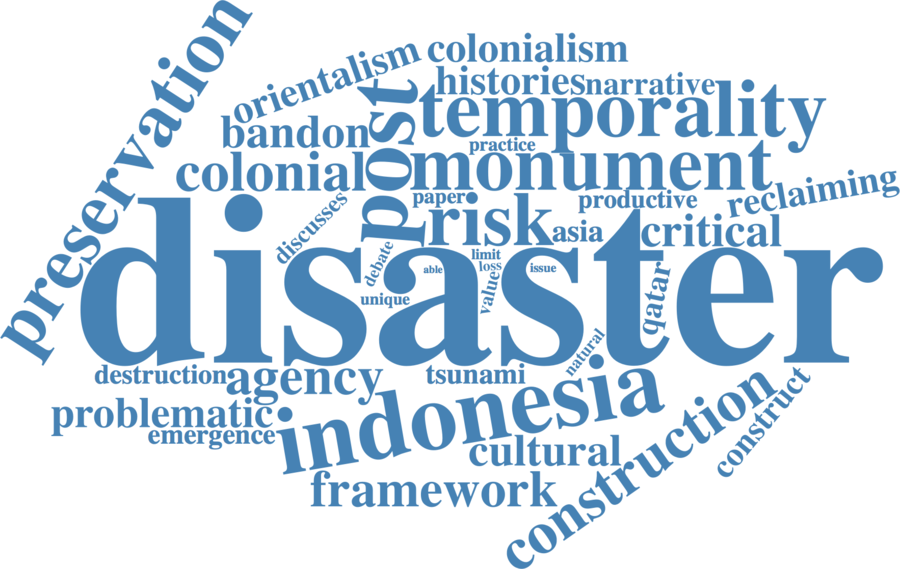 preservation
orientalism
colonialism
histories
narrative
post
temporality
bandon
practice
colonial
monument
paper
risk
productive
reclaiming
discusses
asia
critical
disaster
debate
able
limit
loss
issue
unique
values
qatar
natural
destruction
agency
tsunami
indonesia
problematic
emergence
construction
construct
cultural
framework